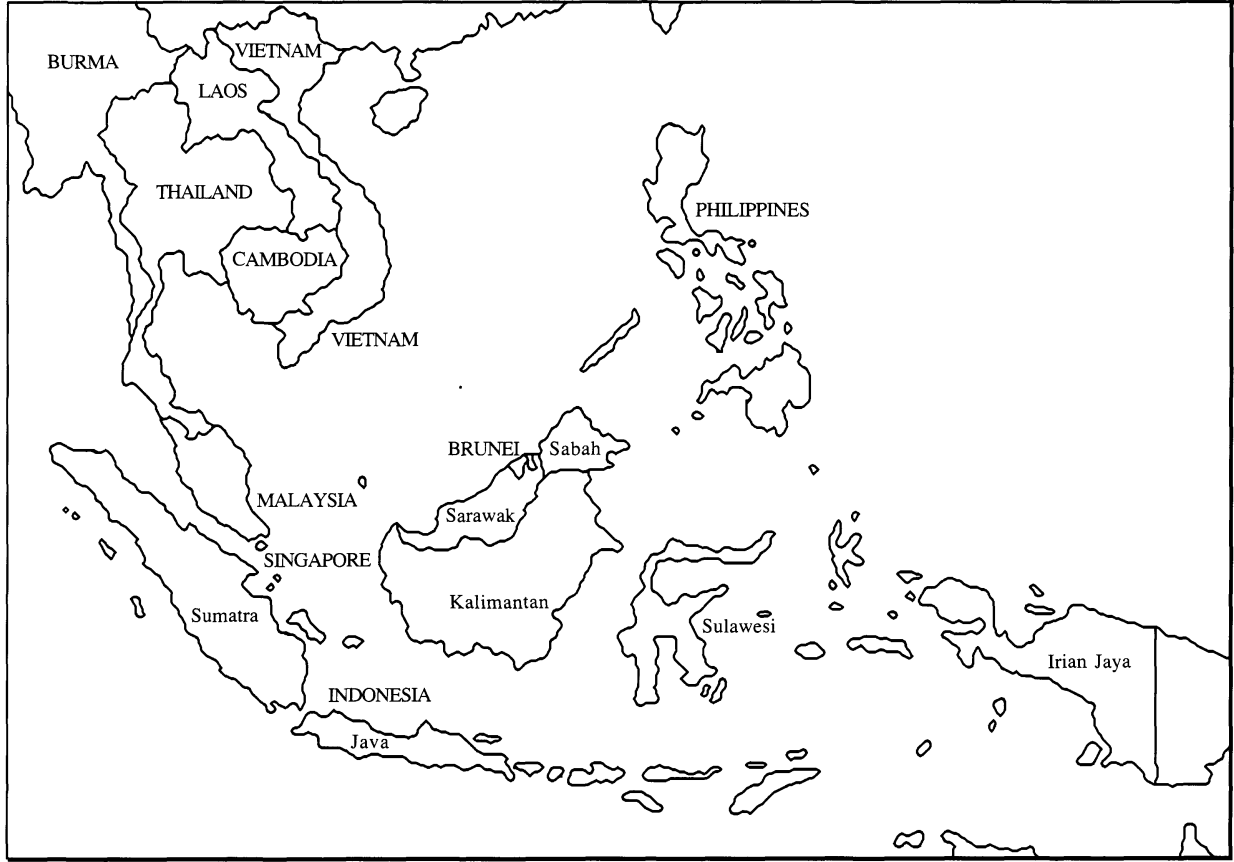 VIETNAM
BURMA
LAOS
THAILAND
PHILIPPINES
CAMBODIA
VIETNAM
BRUNEI
Sabah
MALAYSIA
Sarawak
SINGAPORE
Kalimantan
Sumatra
Sulawesi
Irian Jaya
INDONESIA
Java